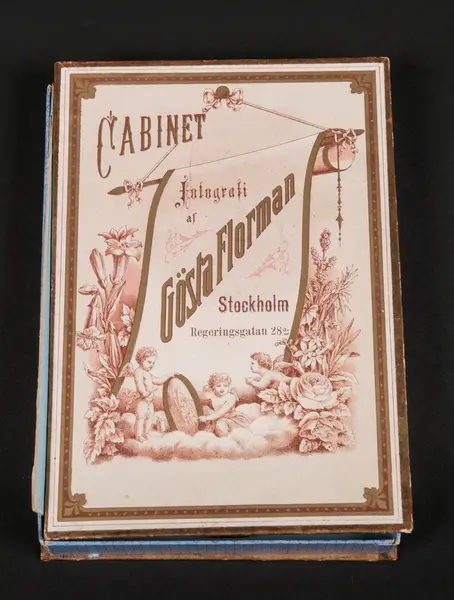 CABINET
Fotografi
af
Gösta Florman
Stockholm
Regeringsgatan 28a.